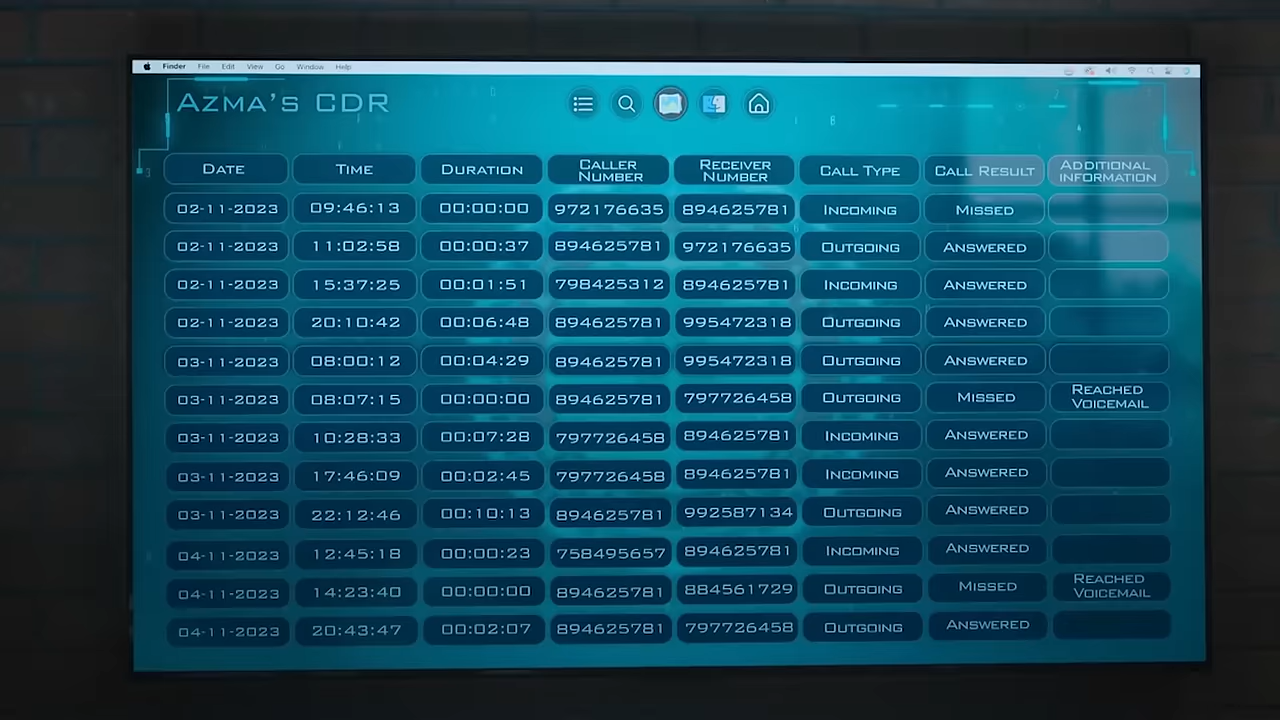 Finder File Edit View Go Window Help
AZMA'S CDR
DATE TIME DURATION CALLER NUMBER RECEIVER NUMBER CALL TYPE CALL RESULT ADDITIONAL INFORMATION
02-11-2023 09:46:13 00:00:00 972176635 894625781 INCOMING MISSED
02-11-2023 11:02:58 00:00:37 894625781 972176635 OUTGOING ANSWERED
02-11-2023 15:37:25 00:01:51 798425312 894625781 INCOMING ANSWERED
02-11-2023 20:10:42 00:06:48 894625781 995472318 OUTGOING ANSWERED
03-11-2023 08:00:12 00:04:29 894625781 995472318 OUTGOING ANSWERED
03-11-2023 08:07:15 00:00:00 894625781 797726458 OUTGOING MISSED REACHED VOICEMAIL
03-11-2023 10:28:33 00:07:28 797726458 894625781 INCOMING ANSWERED
03-11-2023 17:46:09 00:02:45 797726458 894625781 INCOMING ANSWERED
03-11-2023 22:12:46 00:10:13 894625781 992587134 OUTGOING ANSWERED
04-11-2023 12:45:18 00:00:23 758495657 894625781 INCOMING ANSWERED
04-11-2023 14:23:40 00:00:00 894625781 884561729 OUTGOING MISSED REACHED VOICEMAIL
04-11-2023 20:43:47 00:02:07 894625781 797726458 OUTGOING ANSWERED